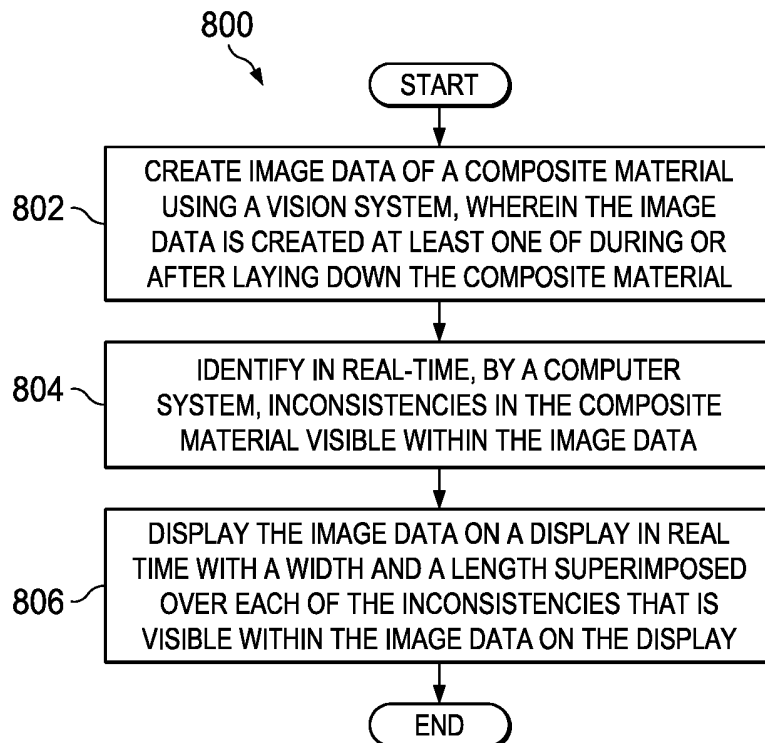 800
START
802
CREATE IMAGE DATA OF A COMPOSITE MATERIAL
USING A VISION SYSTEM, WHEREIN THE IMAGE
DATA IS CREATED AT LEAST ONE OF DURING OR
AFTER LAYING DOWN THE COMPOSITE MATERIAL
804
IDENTIFY IN REAL-TIME, BY A COMPUTER
SYSTEM, INCONSISTENCIES IN THE COMPOSITE
MATERIAL VISIBLE WITHIN THE IMAGE DATA
806
DISPLAY THE IMAGE DATA ON A DISPLAY IN REAL
TIME WITH A WIDTH AND A LENGTH SUPERIMPOSED
OVER EACH OF THE INCONSISTENCIES THAT IS
VISIBLE WITHIN THE IMAGE DATA ON THE DISPLAY
END